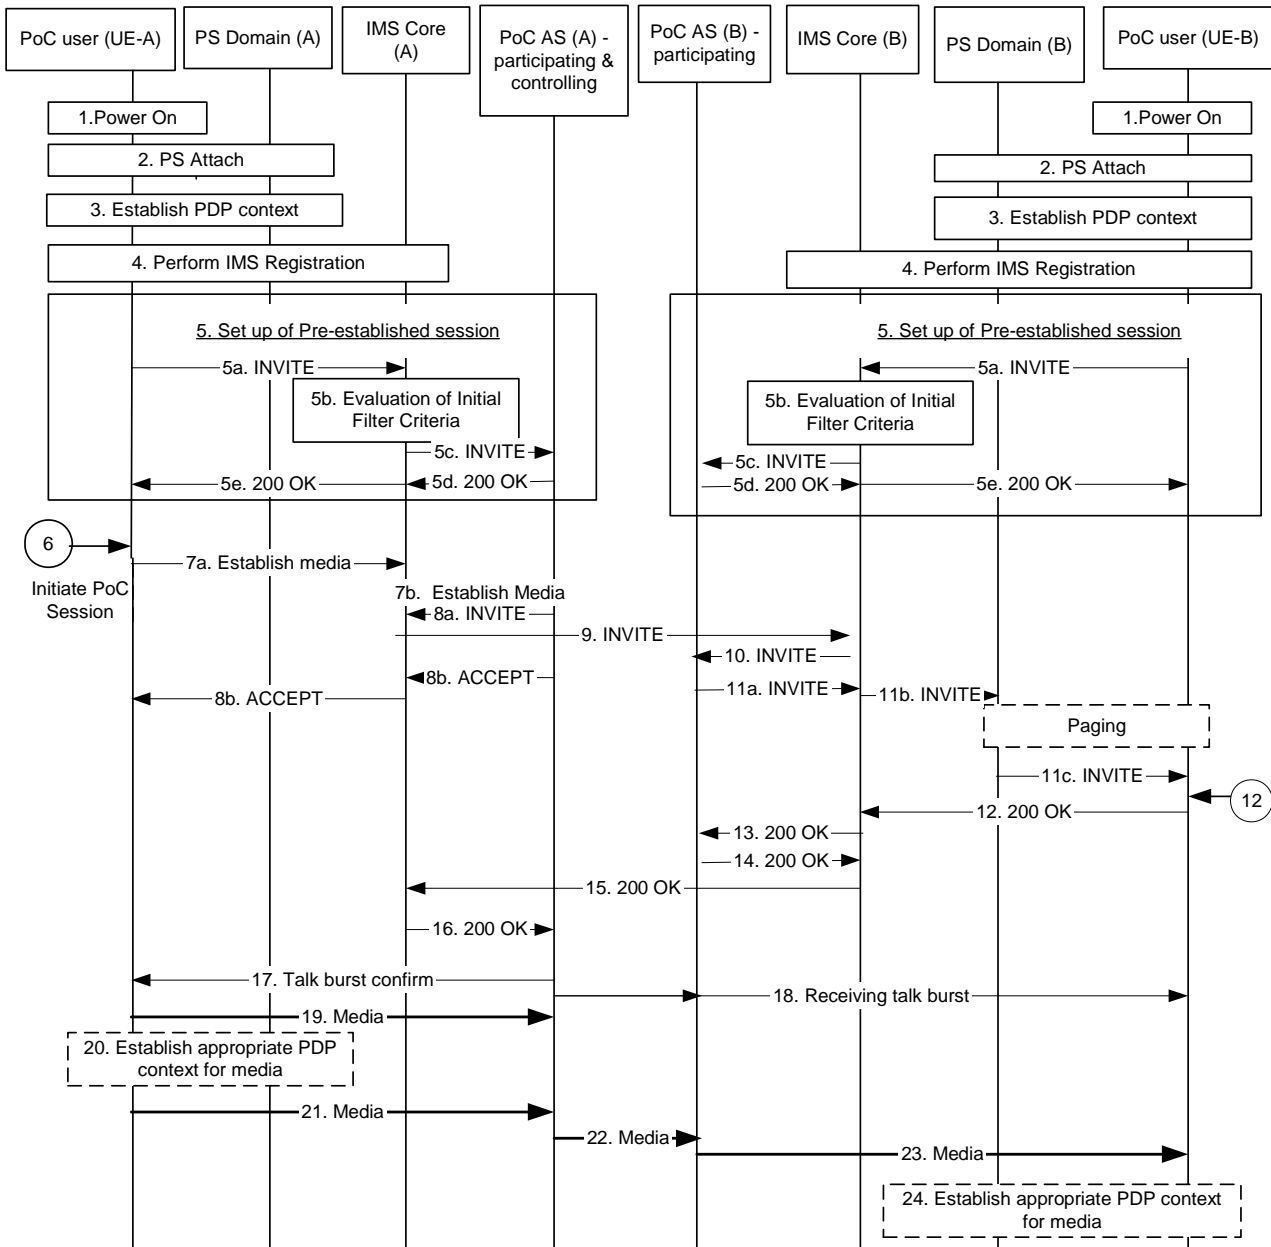 PoC user (UE-A)
PS Domain (A)
IMS Core
(A)
PoC AS (A) -
participating &
controlling
PoC AS (B) -
participating
IMS Core (B)
PS Domain (B)
PoC user (UE-B)
1.Power On
1.Power On
2. PS Attach
2. PS Attach
3. Establish PDP context
3. Establish PDP context
4. Perform IMS Registration
4. Perform IMS Registration
5. Set up of Pre-established session
5. Set up of Pre-established session
5a. INVITE
5a. INVITE
5b. Evaluation of Initial
Filter Criteria
5b. Evaluation of Initial
Filter Criteria
5c. INVITE
5c. INVITE
5e. 200 OK
5d. 200 OK
5d. 200 OK
5e. 200 OK
6
Initiate PoC
Session
7a. Establish media
7b. Establish Media
8a. INVITE
9. INVITE
10. INVITE
8b. ACCEPT
8b. ACCEPT
11a. INVITE
11b. INVITE
Paging
11c. INVITE
12
12. 200 OK
13. 200 OK
14. 200 OK
15. 200 OK
16. 200 OK
17. Talk burst confirm
18. Receiving talk burst
19. Media
20. Establish appropriate PDP
context for media
21. Media
22. Media
23. Media
24. Establish appropriate PDP context
for media